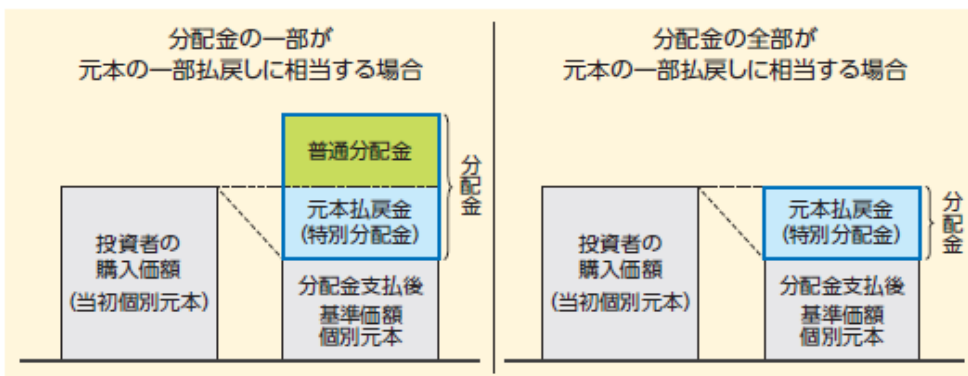 分配金の一部が
元本の一部払戻しに相当する場合
普通分配金
元本払戻金
(特別分配金)
分配金
投資者の
購入価額
(当初個別元本)
分配金支払後
基準価額
個別元本
分配金の全部が
元本の一部払戻しに相当する場合
元本払戻金
(特別分配金)
分配金
投資者の
購入価額
(当初個別元本)
分配金支払後
基準価額
個別元本